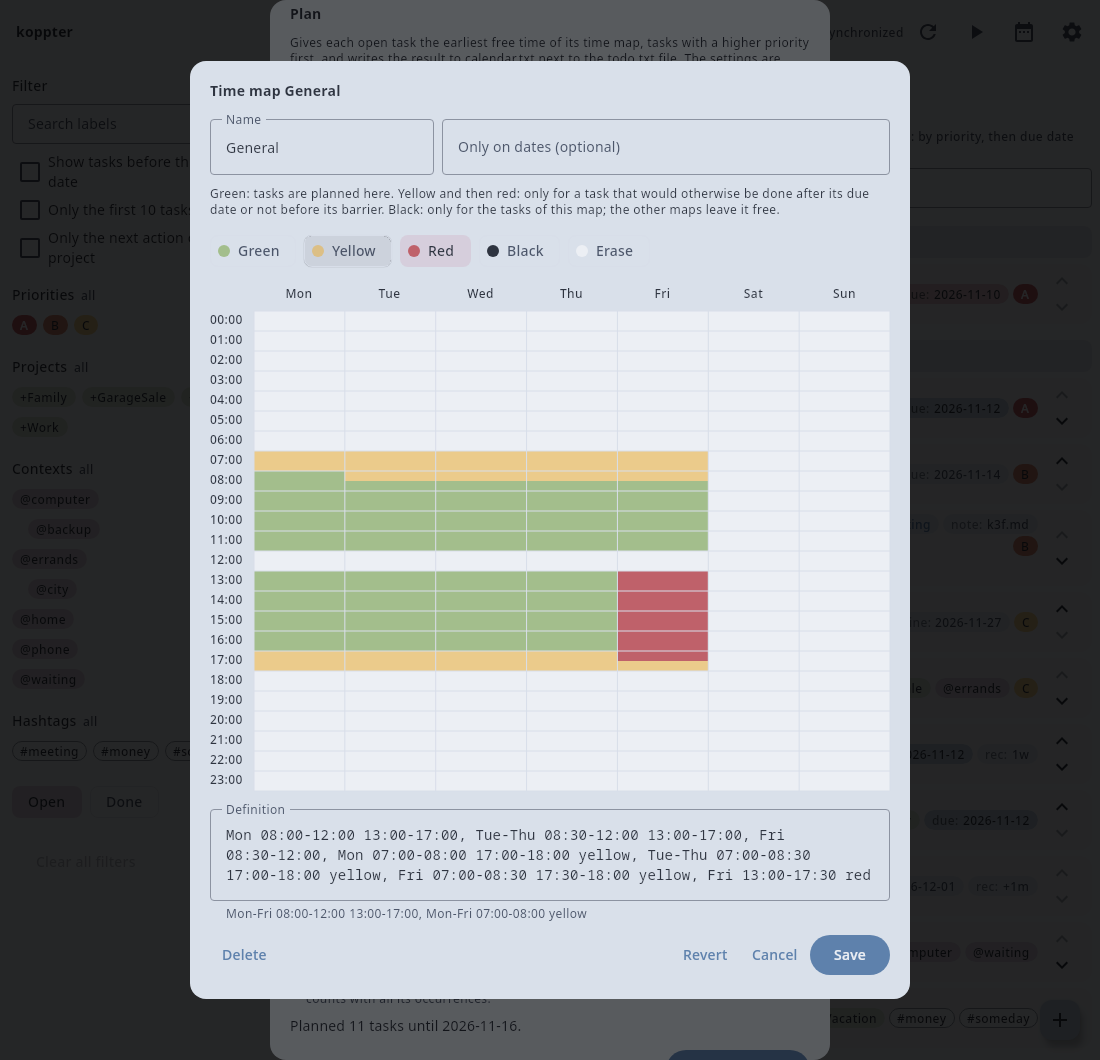 koppter
Plan
Gives each open task the earliest free time of its time map, tasks with a higher priority
first, and writes the result to calendar.txt next to the todo.txt file. The settings are
ynchronized
Filter
Search labels
Show tasks before th
date
Only the first 10 tasks
Only the next action o
project
Priorities all
A B C
Projects all
+Family +GarageSale
+Work
Contexts all
@computer
@backup
@errands
@city
@home
@phone
@waiting
Hashtags all
#meeting #money #s
Open Done
Clear all filters
Time map General
Name
General
Only on dates (optional)
Green: tasks are planned here. Yellow and then red: only for a task that would otherwise be done after its due
date or not before its barrier. Black: only for the tasks of this map; the other maps leave it free.
Green Yellow Red Black Erase
Mon Tue Wed Thu Fri Sat Sun
00:00
01:00
02:00
03:00
04:00
05:00
06:00
07:00
08:00
09:00
10:00
11:00
12:00
13:00
14:00
15:00
16:00
17:00
18:00
19:00
20:00
21:00
22:00
23:00
Definition
Mon 08:00-12:00 13:00-17:00, Tue-Thu 08:30-12:00 13:00-17:00, Fri
08:30-12:00, Mon 07:00-08:00 17:00-18:00 yellow, Tue-Thu 07:00-08:30
17:00-18:00 yellow, Fri 07:00-08:30 17:30-18:00 yellow, Fri 13:00-17:30 red
Mon-Fri 08:00-12:00 13:00-17:00, Mon-Fri 07:00-08:00 yellow
Delete Revert Cancel Save
counts with all its occurrences.
Planned 11 tasks until 2026-11-16.
: by priority, then due date
ue: 2026-11-10 A
ue: 2026-11-12 A
ue: 2026-11-14 B
ing note: k3f.md
B
ne: 2026-11-27 C
le @errands C
26-11-12 rec: 1w
due: 2026-11-12
6-12-01 rec: +1m
mputer @waiting
Vacation #money #someday
+